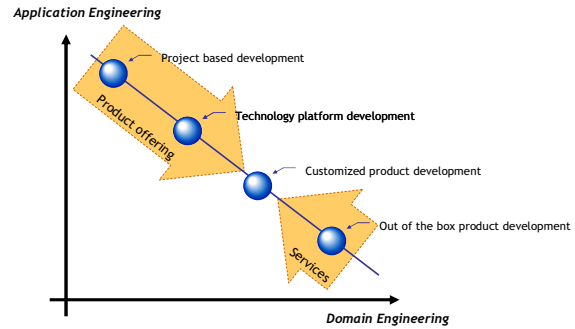 Application Engineering
Project based development
Product offering
Technology platform development
Customized product development
Out of the box product development
Services
Domain Engineering